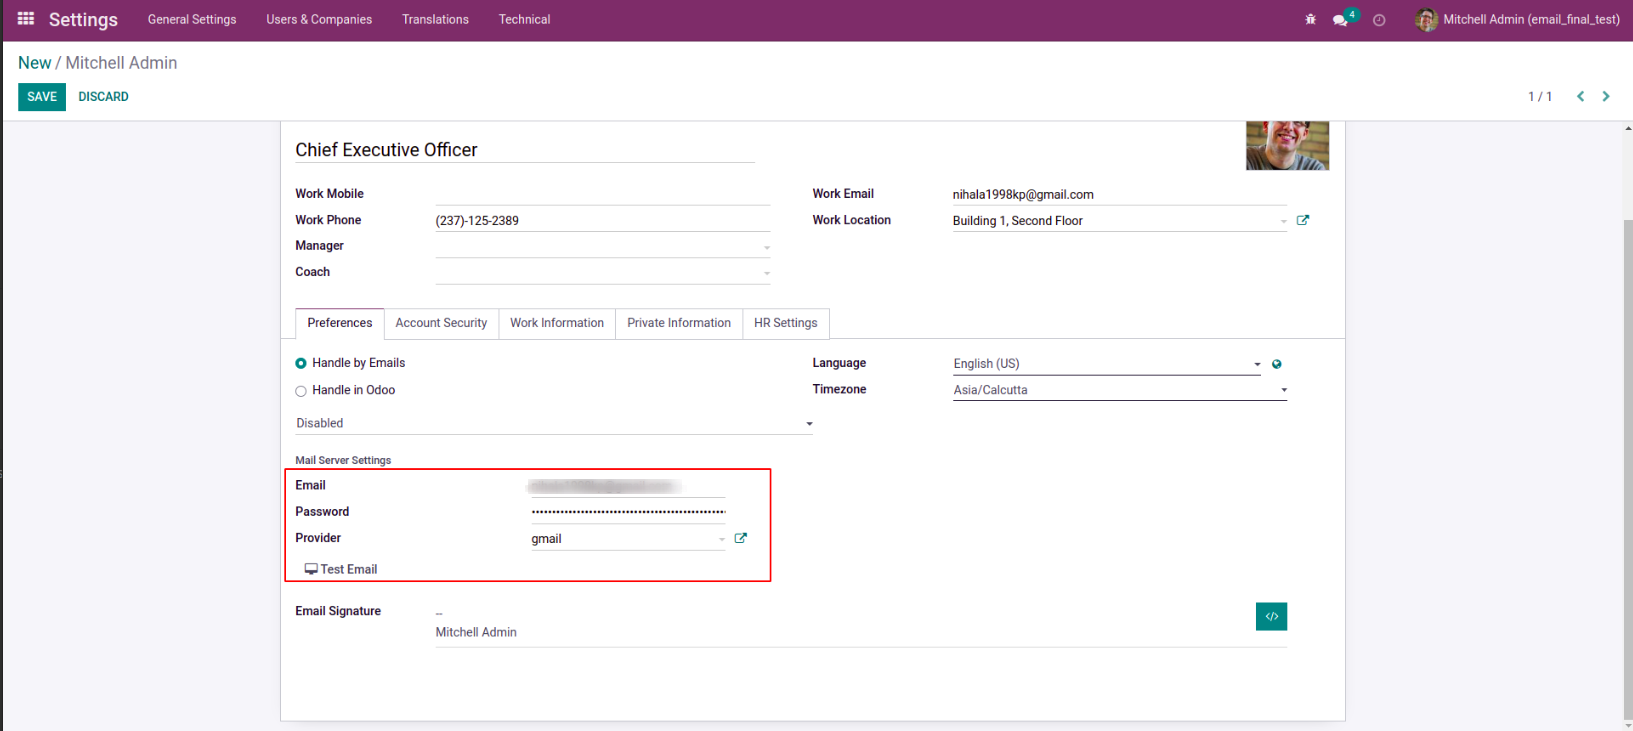 Settings General Settings Users & Companies Translations Technical 4 Mitchell Admin (email_final_test)
New / Mitchell Admin
SAVE DISCARD 1 / 1
Chief Executive Officer
Work Mobile Work Email nihala1998kp@gmail.com
Work Phone (237)-125-2389 Work Location Building 1, Second Floor
Manager
Coach
Preferences Account Security Work Information Private Information HR Settings
Handle by Emails Language English (US)
Handle in Odoo Timezone Asia/Calcutta
Disabled
Mail Server Settings
Email
Password ••••••••••••••••••••••••••••••••••••••••••••••••
Provider gmail
Test Email
Email Signature --
Mitchell Admin </>